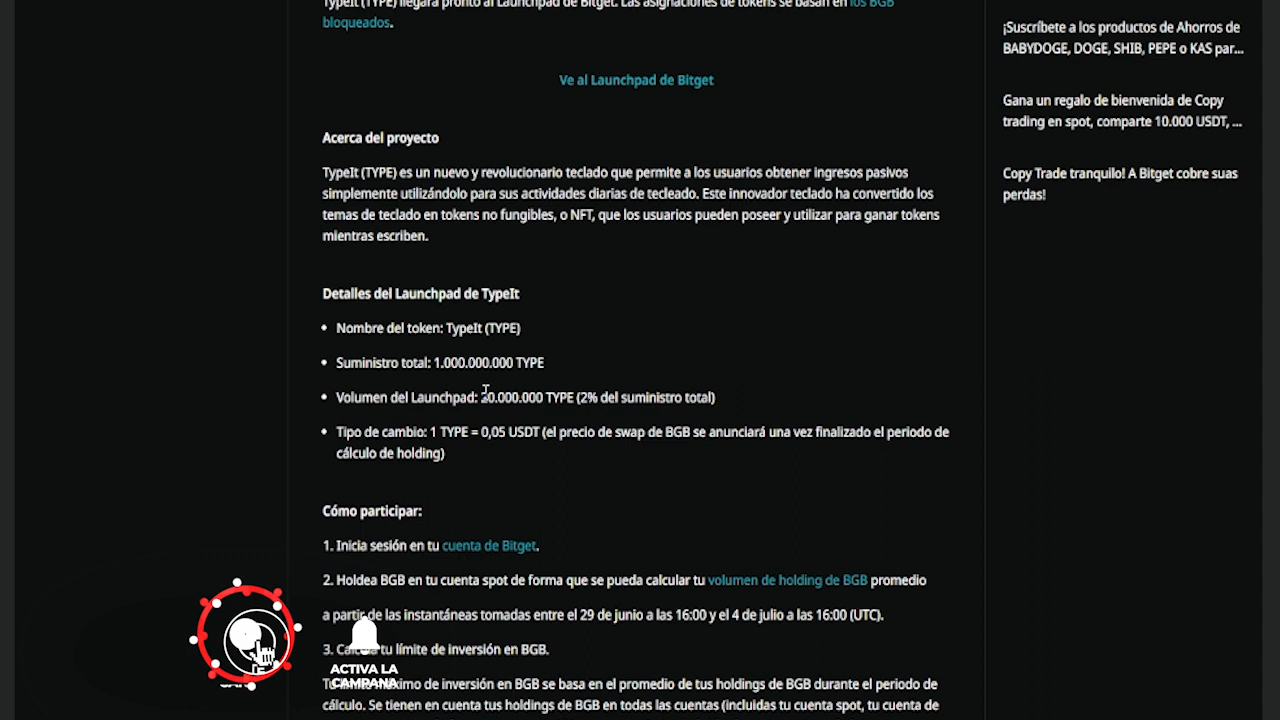 TypeIt (TYPE) llegará pronto al Launchpad de Bitget. Las asignaciones de tokens se basan en los BGB
bloqueados.
Ve al Launchpad de Bitget
Acerca del proyecto
TypeIt (TYPE) es un nuevo y revolucionario teclado que permite a los usuarios obtener ingresos pasivos
simplemente utilizándolo para sus actividades diarias de tecleado. Este innovador teclado ha convertido los
temas de teclado en tokens no fungibles, o NFT, que los usuarios pueden poseer y utilizar para ganar tokens
mientras escriben.
Detalles del Launchpad de TypeIt
• Nombre del token: TypeIt (TYPE)
• Suministro total: 1.000.000.000 TYPE
• Volumen del Launchpad: 20.000.000 TYPE (2% del suministro total)
• Tipo de cambio: 1 TYPE = 0,05 USDT (el precio de swap de BGB se anunciará una vez finalizado el periodo de
cálculo de holding)
Cómo participar:
1. Inicia sesión en tu cuenta de Bitget.
2. Holdea BGB en tu cuenta spot de forma que se pueda calcular tu volumen de holding de BGB promedio
a partir de las instantáneas tomadas entre el 29 de junio a las 16:00 y el 4 de julio a las 16:00 (UTC).
3. Calcula tu límite de inversión en BGB.
Tu límite máximo de inversión en BGB se basa en el promedio de tus holdings de BGB durante el periodo de
cálculo. Se tienen en cuenta tus holdings de BGB en todas las cuentas (incluidas tu cuenta spot, tu cuenta de
ACTIVA LA
CAMPANA
¡Suscríbete a los productos de Ahorros de
BABYDOGE, DOGE, SHIB, PEPE o KAS par...
Gana un regalo de bienvenida de Copy
trading en spot, comparte 10.000 USDT, ...
Copy Trade tranquilo! A Bitget cobre suas
perdas!